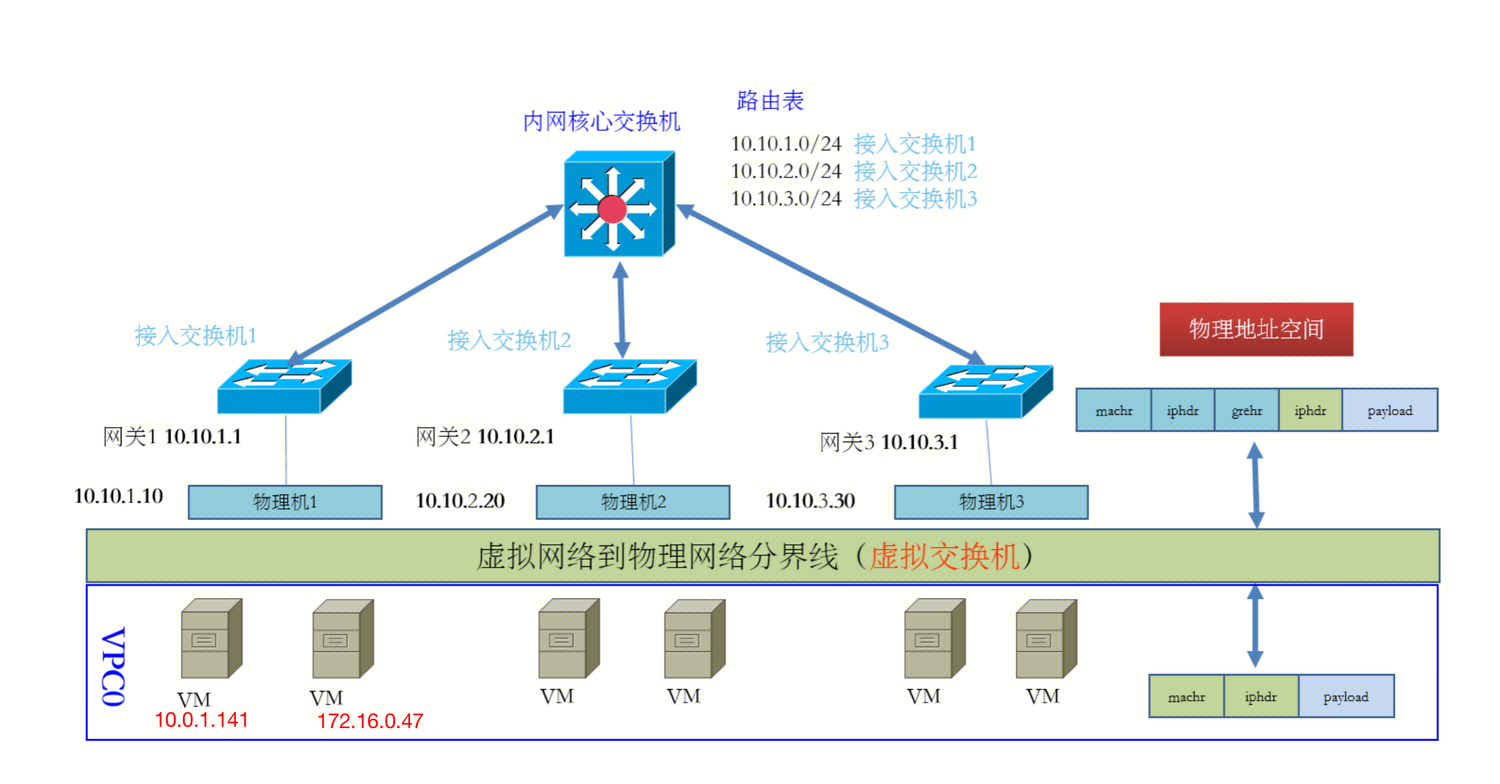 路由表
内网核心交换机
10.10.1.0/24 接入交换机1
10.10.2.0/24 接入交换机2
10.10.3.0/24 接入交换机3
接入交换机1
接入交换机2
接入交换机3
物理地址空间
machr iphdr grehr iphdr payload
网关1 10.10.1.1
网关2 10.10.2.1
网关3 10.10.3.1
10.10.1.10 物理机1
10.10.2.20 物理机2
10.10.3.30 物理机3
虚拟网络到物理网络分界线（虚拟交换机）
VPC0
VM
VM
VM
VM
VM
VM
10.0.1.141
172.16.0.47
machr iphdr payload